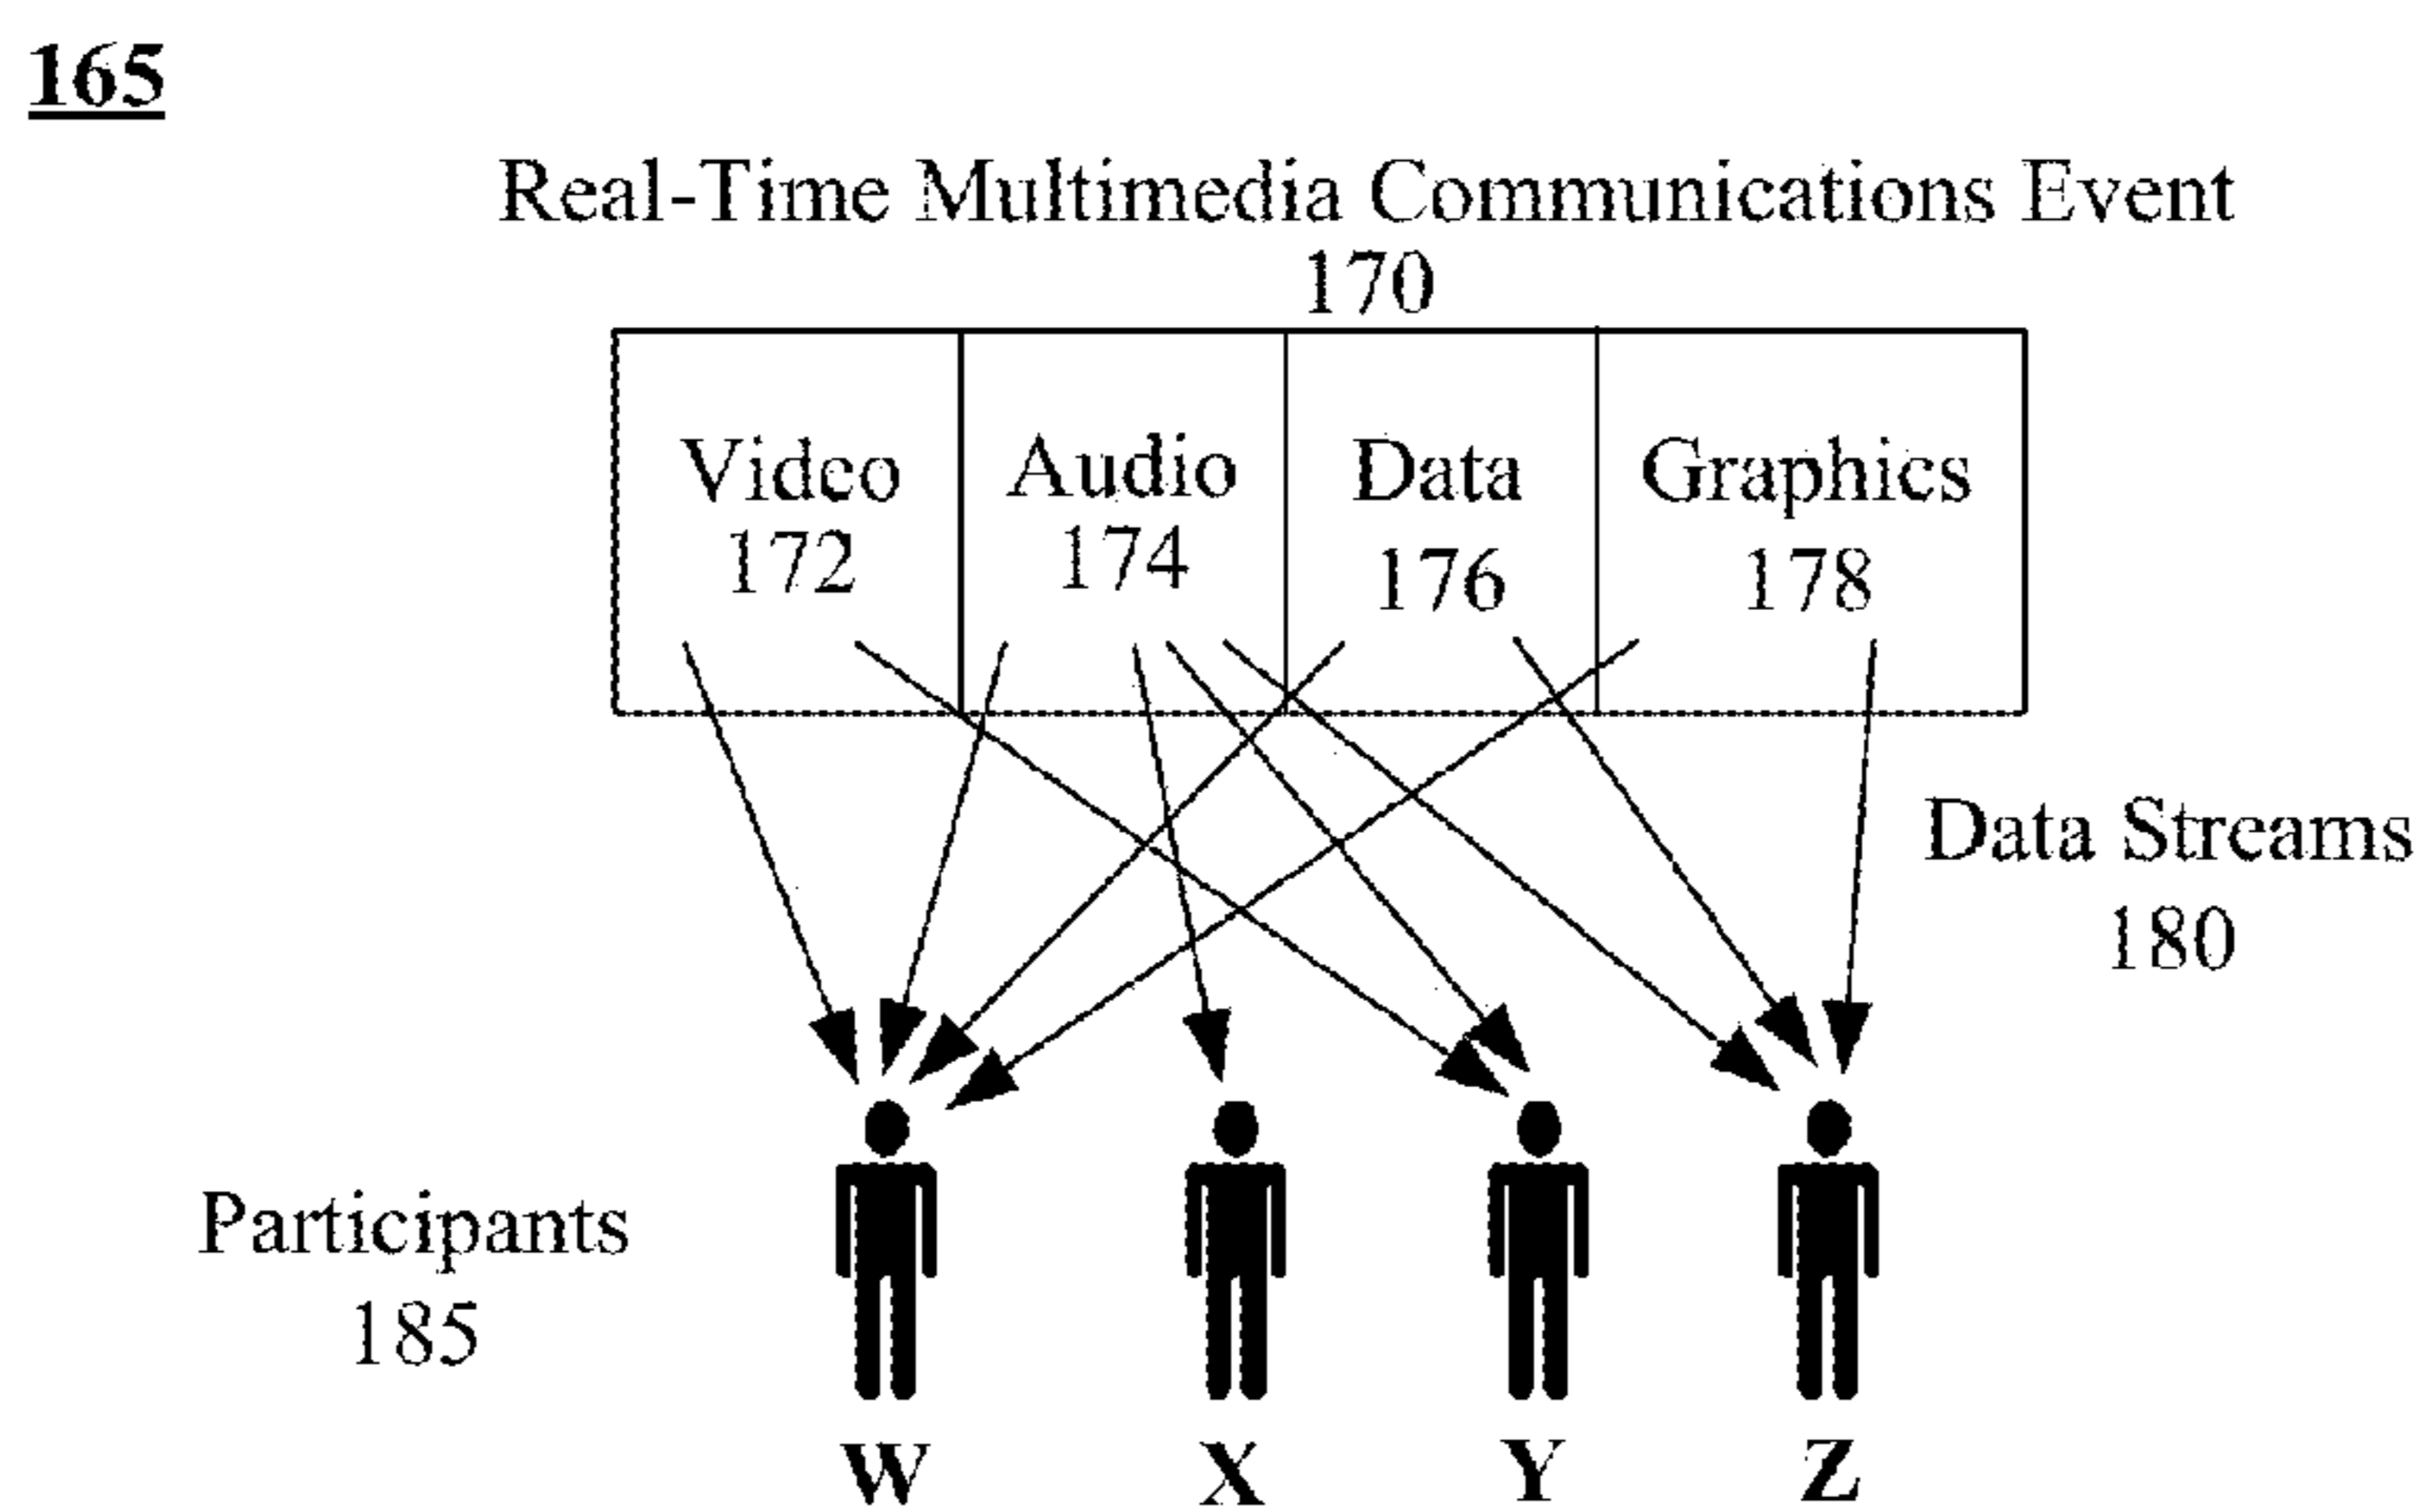 165
Real-Time Multimedia Communications Event
170
Video Audio Data Graphics
172 174 176 178
Data Streams
180
Participants
185
W X Y Z